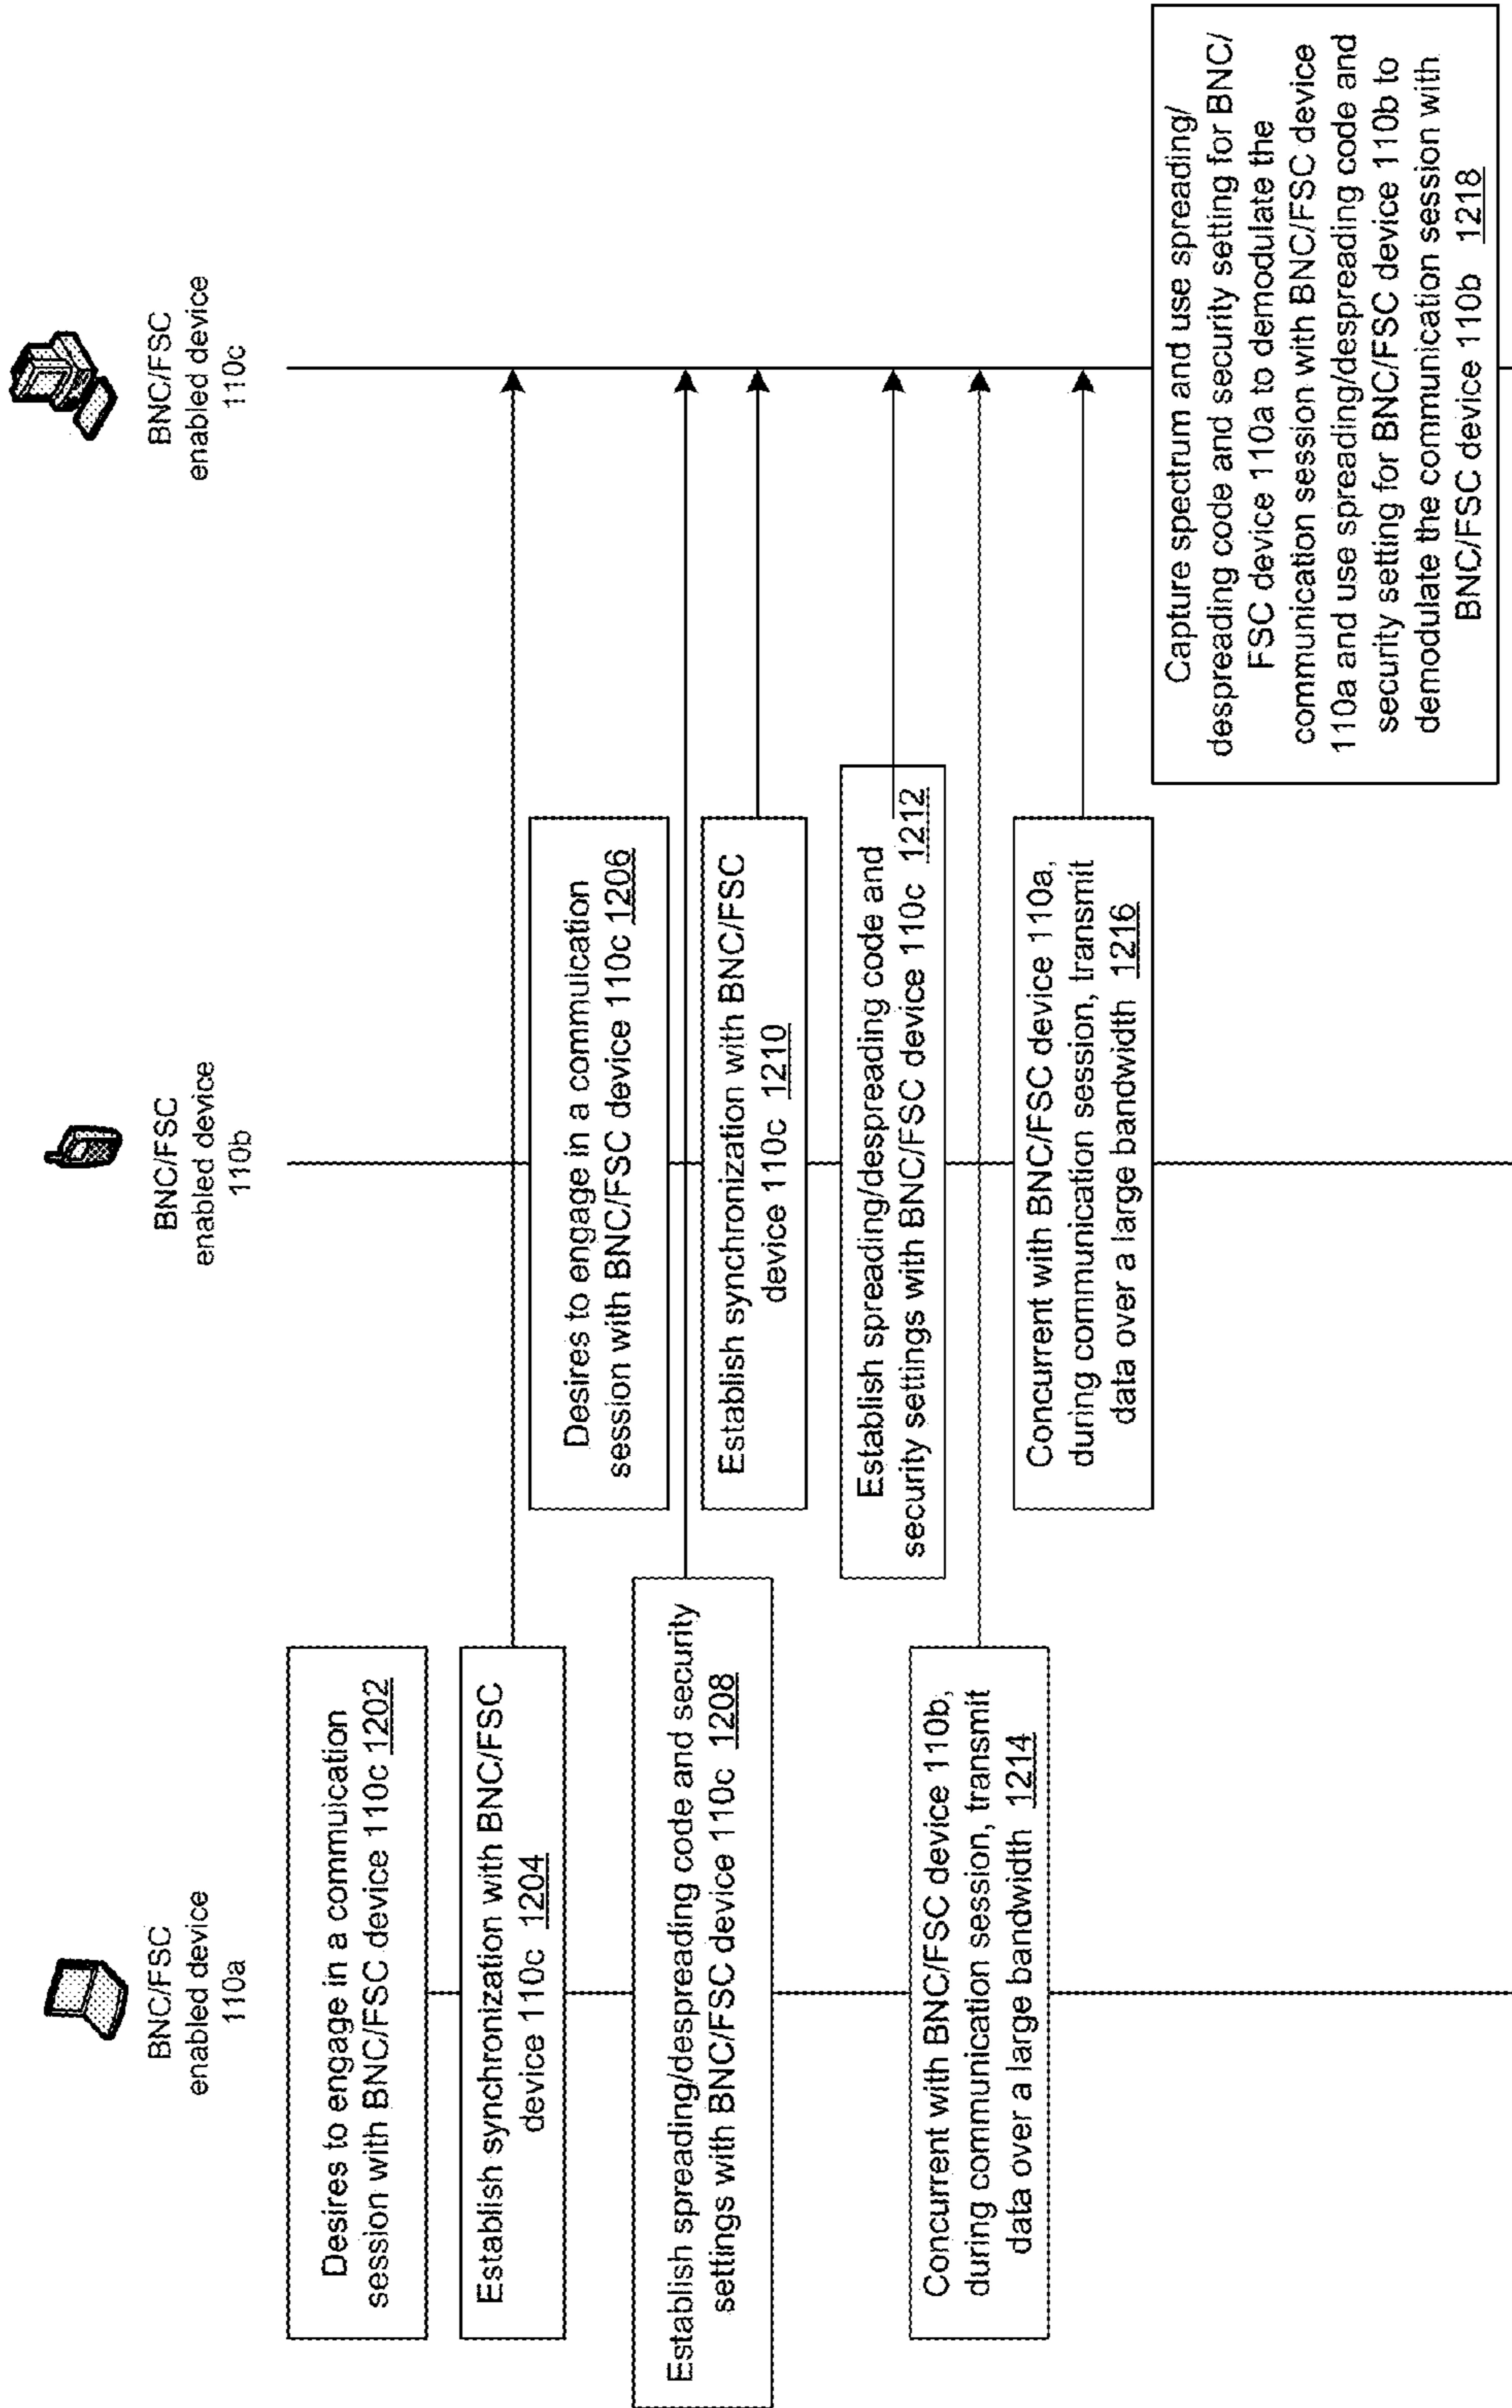 BNC/FSC
enabled device
110a
BNC/FSC
enabled device
110b
BNC/FSC
enabled device
110c
Desires to engage in a commuication
session with BNC/FSC device 110c 1202
Establish synchronization with BNC/FSC
device 110c 1204
Desires to engage in a commuication
session with BNC/FSC device 110c 1206
Establish spreading/despreading code and security
settings with BNC/FSC device 110c 1208
Establish synchronization with BNC/FSC
device 110c 1210
Establish spreading/despreading code and
security settings with BNC/FSC device 110c 1212
Concurrent with BNC/FSC device 110b,
during communication session, transmit
data over a large bandwidth 1214
Concurrent with BNC/FSC device 110a,
during communication session, transmit
data over a large bandwidth 1216
Capture spectrum and use spreading/
despreading code and security setting for BNC/
FSC device 110a to demodulate the
communication session with BNC/FSC device
110a and use spreading/despreading code and
security setting for BNC/FSC device 110b to
demodulate the communication session with
BNC/FSC device 110b 1218